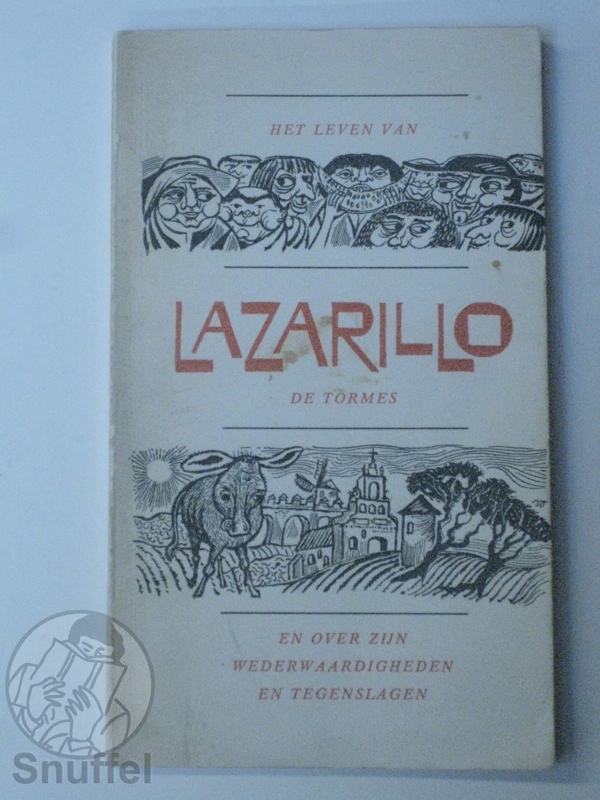 HET LEVEN VAN
LAZARILLO
DE TORMES
EN OVER ZIJN
WEDERWAARDIGHEDEN
EN TEGENSLAGEN
Snuffel